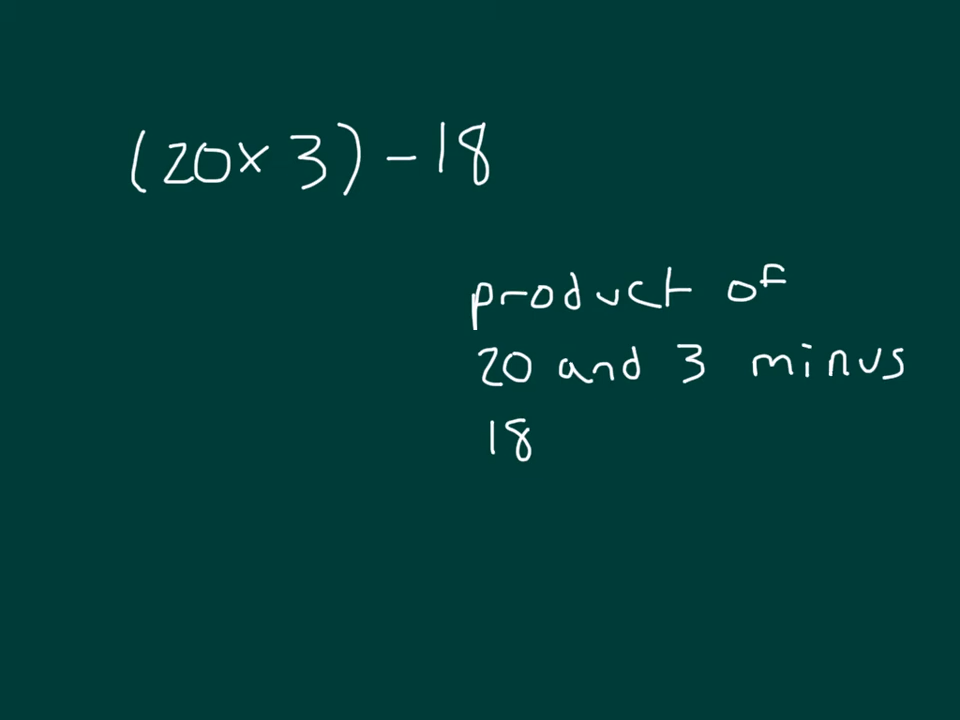 (20 × 3) - 18
product of
20 and 3 minus
18